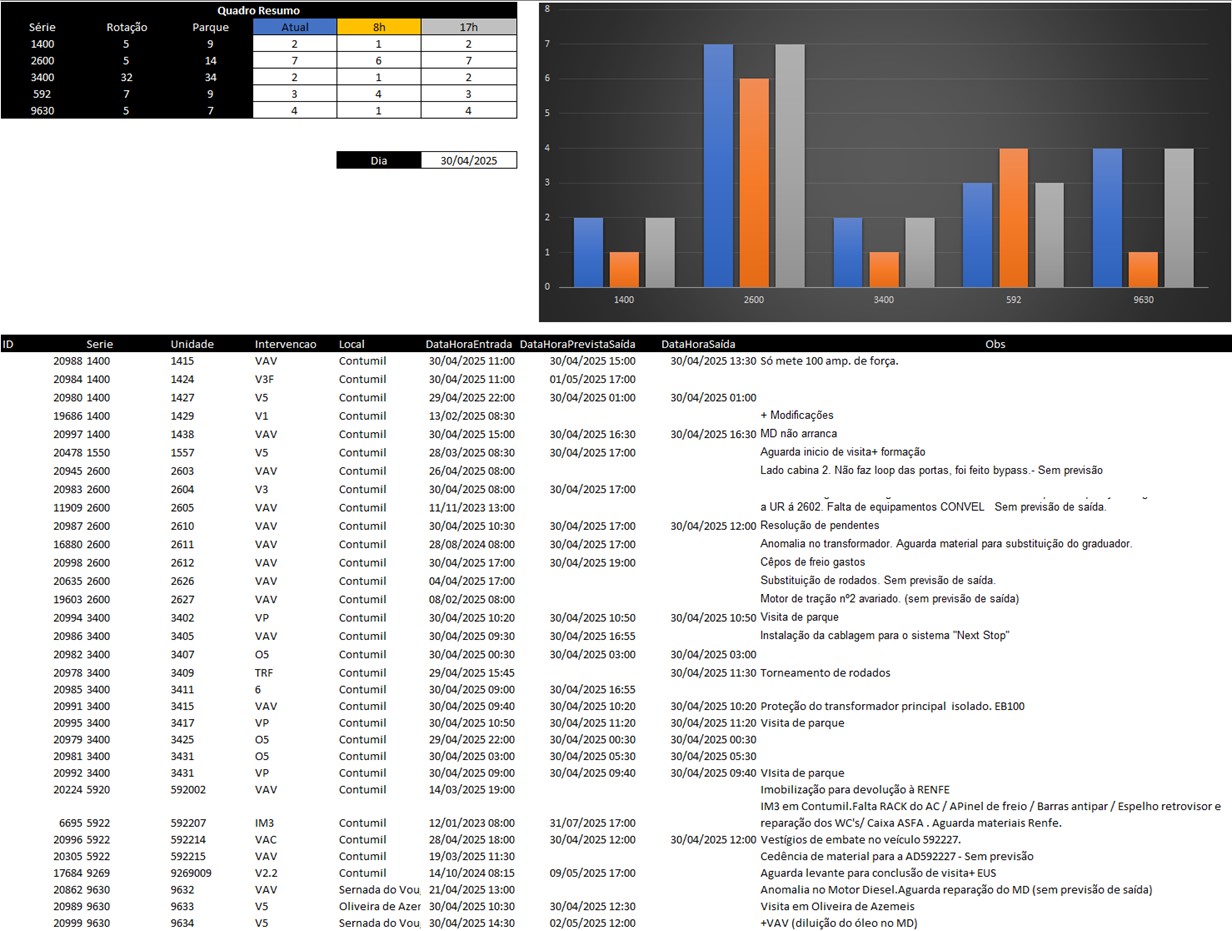 Quadro Resumo
Série Rotação Parque Atual 8h 17h
1400 5 9 2 1 2
2600 5 14 7 6 7
3400 32 34 2 1 2
592 7 9 3 4 3
9630 5 7 4 1 4
Dia 30/04/2025
8
7
6
5
4
3
2
1
0
1400 2600 3400 592 9630
ID Serie Unidade Intervencao Local DataHoraEntrada DataHoraPrevistaSaída DataHoraSaída Obs
20988 1400 1415 VAV Contumil 30/04/2025 11:00 30/04/2025 15:00 30/04/2025 13:30 Só mete 100 amp. de força.
20984 1400 1424 V3F Contumil 30/04/2025 11:00 01/05/2025 17:00
20980 1400 1427 V5 Contumil 29/04/2025 22:00 30/04/2025 01:00 30/04/2025 01:00
19686 1400 1429 V1 Contumil 13/02/2025 08:30 + Modificações
20997 1400 1438 VAV Contumil 30/04/2025 15:00 30/04/2025 16:30 30/04/2025 16:30 MD não arranca
20478 1550 1557 V5 Contumil 28/03/2025 08:30 30/04/2025 17:00 Aguarda inicio de visita+ formação
20945 2600 2603 VAV Contumil 26/04/2025 08:00 Lado cabina 2. Não faz loop das portas, foi feito bypass.- Sem previsão
20983 2600 2604 V3 Contumil 30/04/2025 08:00 30/04/2025 17:00
11909 2600 2605 VAV Contumil 11/11/2023 13:00 a UR á 2602. Falta de equipamentos CONVEL Sem previsão de saída.
20987 2600 2610 VAV Contumil 30/04/2025 10:30 30/04/2025 17:00 30/04/2025 12:00 Resolução de pendentes
16880 2600 2611 VAV Contumil 28/08/2024 08:00 30/04/2025 17:00 Anomalia no transformador. Aguarda material para substituição do graduador.
20998 2600 2612 VAV Contumil 30/04/2025 17:00 30/04/2025 19:00 Cêpos de freio gastos
20635 2600 2626 VAV Contumil 04/04/2025 17:00 Substituição de rodados. Sem previsão de saída.
19603 2600 2627 VAV Contumil 08/02/2025 08:00 Motor de tração nº2 avariado. (sem previsão de saída)
20994 3400 3402 VP Contumil 30/04/2025 10:20 30/04/2025 10:50 30/04/2025 10:50 Visita de parque
20986 3400 3405 VAV Contumil 30/04/2025 09:30 30/04/2025 16:55 Instalação da cablagem para o sistema "Next Stop"
20982 3400 3407 O5 Contumil 30/04/2025 00:30 30/04/2025 03:00 30/04/2025 03:00
20978 3400 3409 TRF Contumil 29/04/2025 15:45 30/04/2025 11:30 Torneamento de rodados
20985 3400 3411 6 Contumil 30/04/2025 09:00 30/04/2025 16:55
20991 3400 3415 VAV Contumil 30/04/2025 09:40 30/04/2025 10:20 30/04/2025 10:20 Proteção do transformador principal isolado. EB100
20995 3400 3417 VP Contumil 30/04/2025 10:50 30/04/2025 11:20 30/04/2025 11:20 Visita de parque
20979 3400 3425 O5 Contumil 29/04/2025 22:00 30/04/2025 00:30 30/04/2025 00:30
20981 3400 3431 O5 Contumil 30/04/2025 03:00 30/04/2025 05:30 30/04/2025 05:30
20992 3400 3431 VP Contumil 30/04/2025 09:00 30/04/2025 09:40 30/04/2025 09:40 VIsita de parque
20224 5920 592002 VAV Contumil 14/03/2025 19:00 Imobilização para devolução à RENFE
IM3 em Contumil.Falta RACK do AC / APinel de freio / Barras antipar / Espelho retrovisor e
6695 5922 592207 IM3 Contumil 12/01/2023 08:00 31/07/2025 17:00 reparação dos WC's/ Caixa ASFA . Aguarda materiais Renfe.
20996 5922 592214 VAC Contumil 28/04/2025 18:00 30/04/2025 12:00 30/04/2025 12:00 Vestígios de embate no veículo 592227.
20305 5922 592215 VAV Contumil 19/03/2025 11:30 Cedência de material para a AD592227 - Sem previsão
17684 9269 9269009 V2.2 Contumil 14/10/2024 08:15 09/05/2025 17:00 Aguarda levante para conclusão de visita+ EUS
20862 9630 9632 VAV Sernada do Vou 21/04/2025 13:00 Anomalia no Motor Diesel.Aguarda reparação do MD (sem previsão de saída)
20989 9630 9633 V5 Oliveira de Azer 30/04/2025 10:30 30/04/2025 12:30 Visita em Oliveira de Azemeis
20999 9630 9634 V5 Sernada do Vou 30/04/2025 14:30 02/05/2025 12:00 +VAV (diluição do óleo no MD)